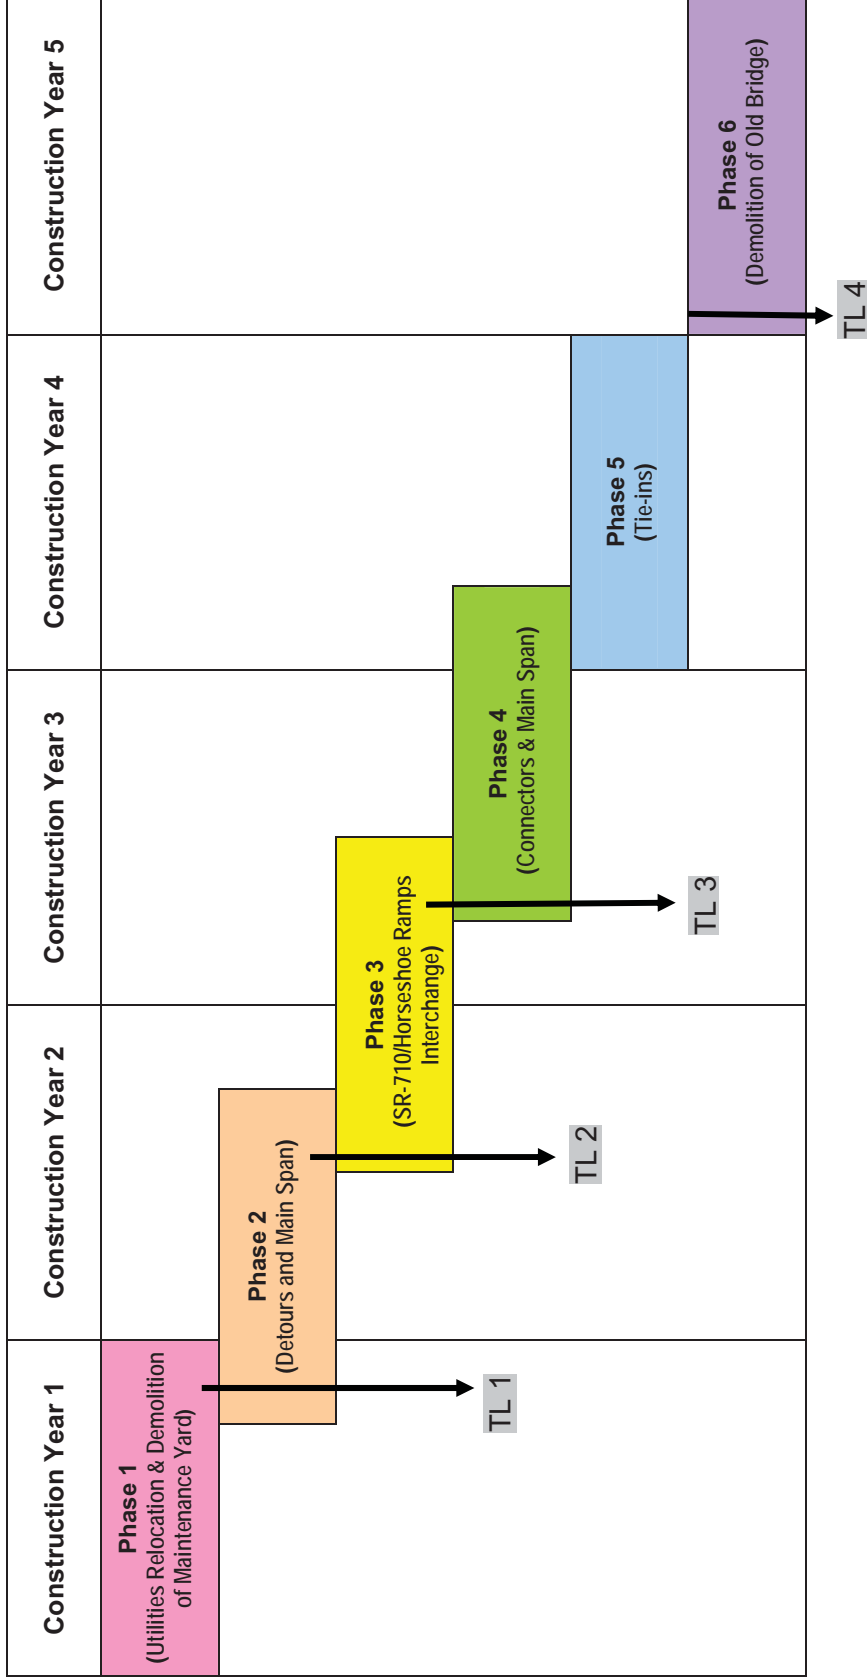 Construction Year 1
Construction Year 2
Construction Year 3
Construction Year 4
Construction Year 5
Phase 1
(Utilities Relocation & Demolition
of Maintenance Yard)
Phase 2
(Detours and Main Span)
Phase 3
(SR-710/Horseshoe Ramps
Interchange)
Phase 4
(Connectors & Main Span)
Phase 5
(Tie-ins)
Phase 6
(Demolition of Old Bridge)
TL 1
TL 2
TL 3
TL 4